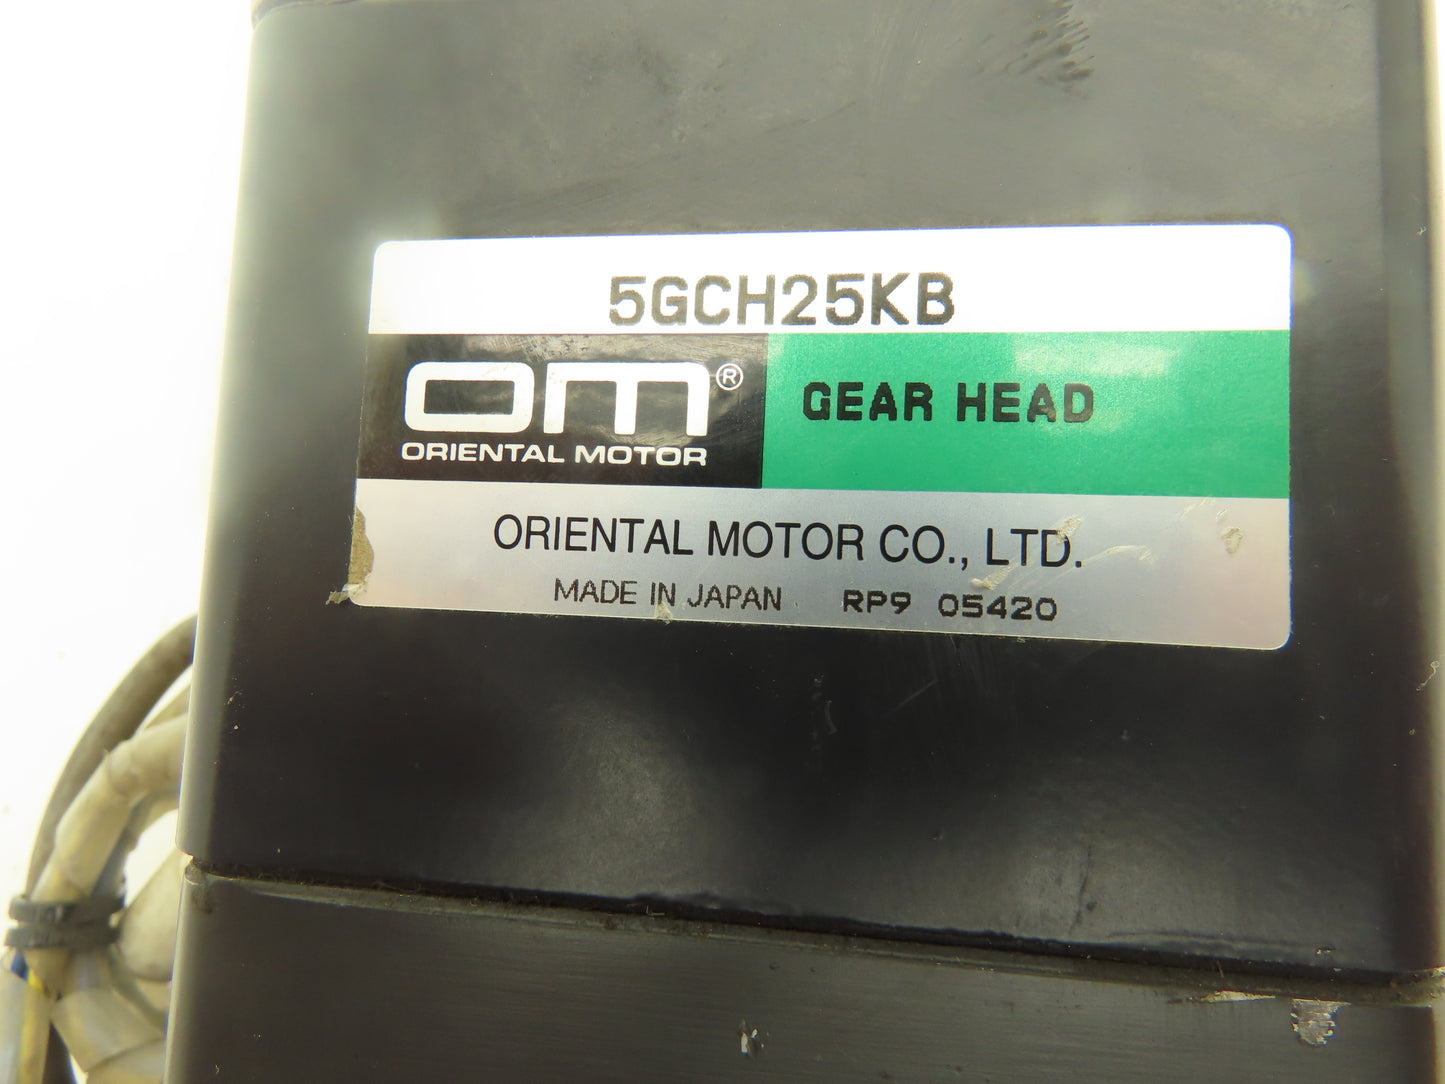 5GCH25KB
om®
ORIENTAL MOTOR
GEAR HEAD
ORIENTAL MOTOR CO., LTD.
MADE IN JAPAN RP9 05420